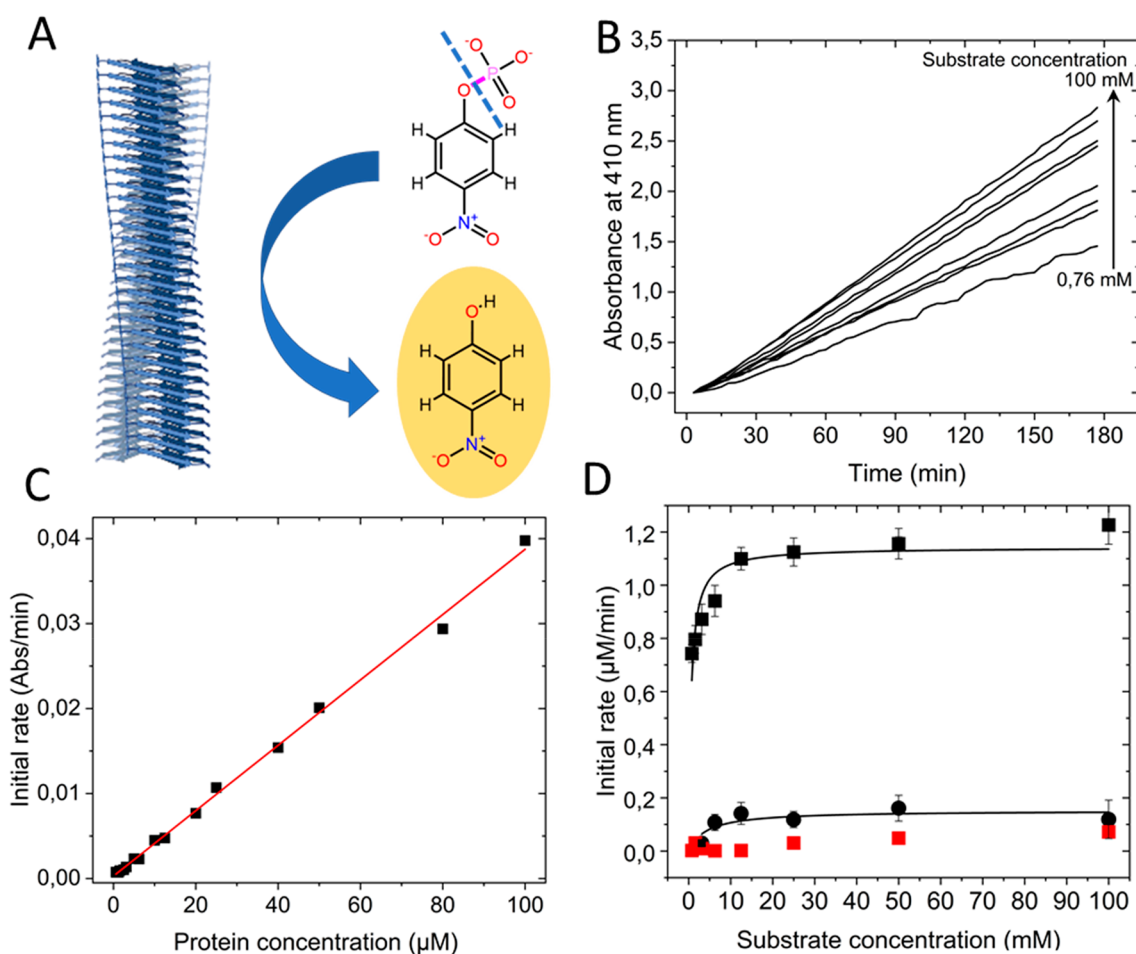 A
O⁻
⁻O
P
O⁻
O
O
H
H
H
H
N⁺
⁻O
O
O
H
H
H
H
H
N⁺
⁻O
O
B
3,5
3,0
2,5
2,0
1,5
1,0
0,5
0,0
Absorbance at 410 nm
Substrate concentration
100 mM
0,76 mM
0
30
60
90
120
150
180
Time (min)
C
0,04
0,03
0,02
0,01
0,00
Initial rate (Abs/min)
0
20
40
60
80
100
Protein concentration (µM)
D
1,2
1,0
0,8
0,6
0,4
0,2
0,0
Initial rate (µM/min)
0
10
20
30
40
50
60
70
80
90
100
Substrate concentration (mM)